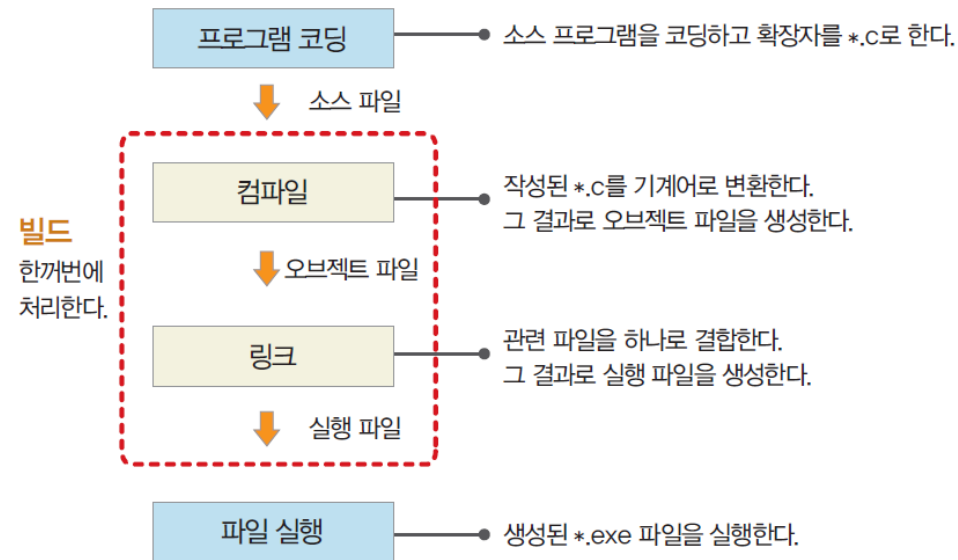 프로그램 코딩
소스 프로그램을 코딩하고 확장자를 *.c로 한다.
소스 파일
컴파일
작성된 *.c를 기계어로 변환한다.
그 결과로 오브젝트 파일을 생성한다.
빌드
한꺼번에
처리한다.
오브젝트 파일
링크
관련 파일을 하나로 결합한다.
그 결과로 실행 파일을 생성한다.
실행 파일
파일 실행
생성된 *.exe 파일을 실행한다.